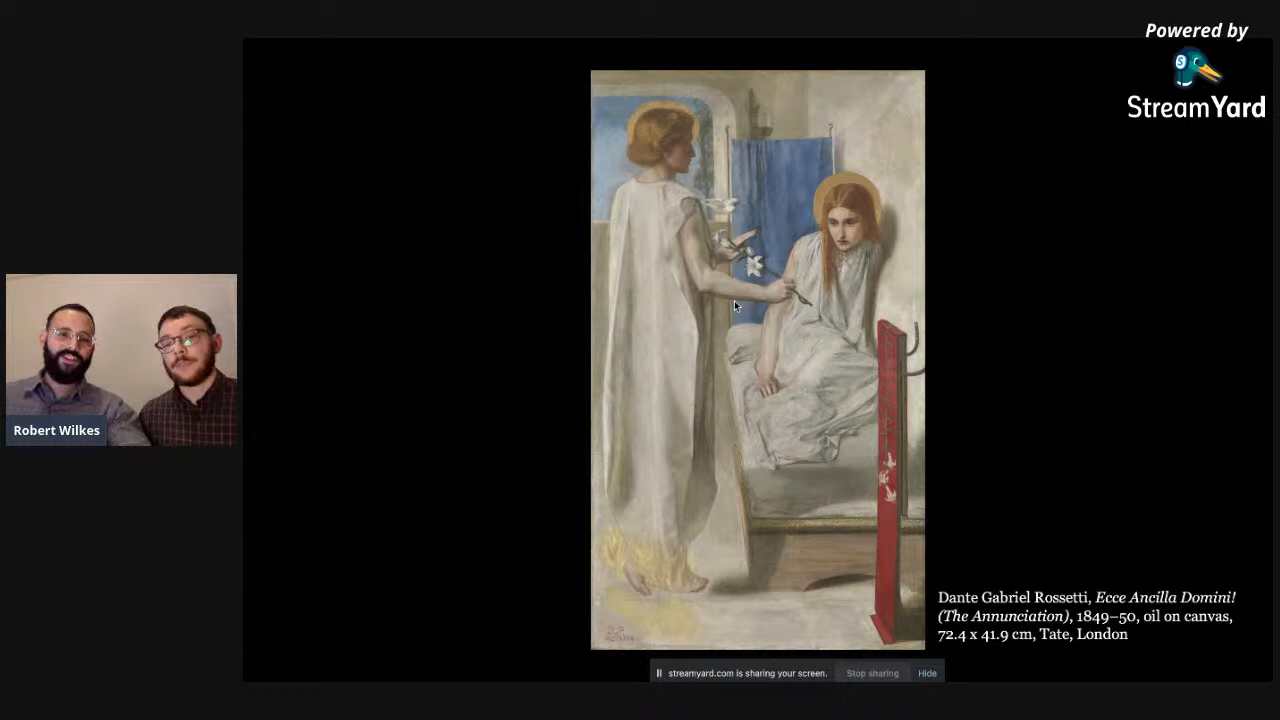 Powered by
StreamYard
Robert Wilkes
Dante Gabriel Rossetti, Ecce Ancilla Domini!
(The Annunciation), 1849–50, oil on canvas,
72.4 x 41.9 cm, Tate, London
streamyard.com is sharing your screen. Stop sharing Hide